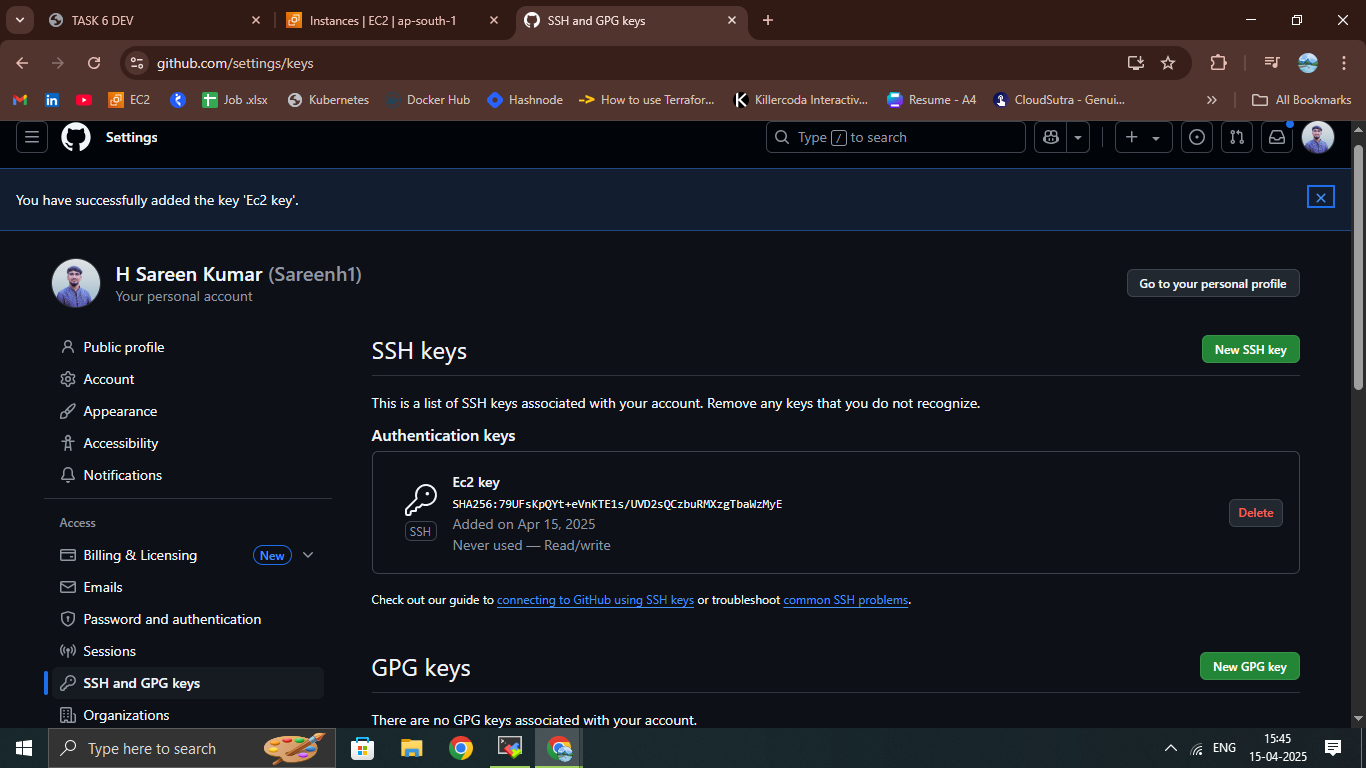 TASK 6 DEV
Instances | EC2 | ap-south-1
SSH and GPG keys
github.com/settings/keys
EC2
Job .xlsx
Kubernetes
Docker Hub
Hashnode
How to use Terrafor...
Killercoda Interactiv...
Resume - A4
CloudSutra - Genui...
All Bookmarks
Settings
Type / to search
You have successfully added the key 'Ec2 key'.
H Sareen Kumar (Sareenh1)
Your personal account
Go to your personal profile
Public profile
Account
Appearance
Accessibility
Notifications
Access
Billing & Licensing New
Emails
Password and authentication
Sessions
SSH and GPG keys
Organizations
SSH keys
New SSH key
This is a list of SSH keys associated with your account. Remove any keys that you do not recognize.
Authentication keys
Ec2 key
SHA256:79UFsKpQYt+eVnKTE1s/UVD2sQCzbuRMXzgTbaWzMyE
SSH
Added on Apr 15, 2025
Never used — Read/write
Delete
Check out our guide to connecting to GitHub using SSH keys or troubleshoot common SSH problems.
GPG keys
New GPG key
There are no GPG keys associated with your account.
Type here to search
ENG
15:45
15-04-2025